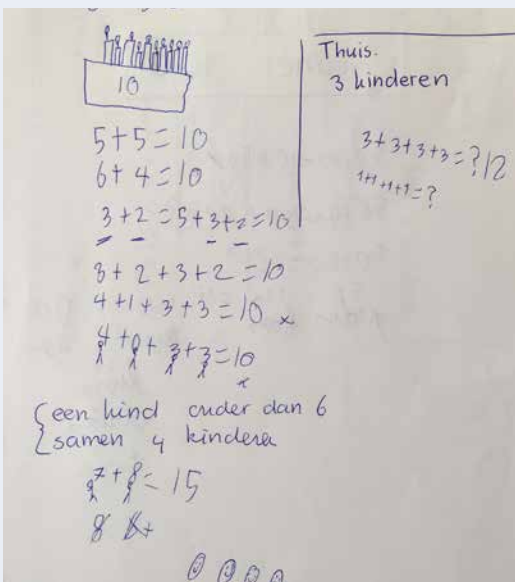 10
5+5=10
6+4=10
3+2=5+3+2=10
3+2+3+2=10
4+1+3+3=10 x
4+0+3+3=10
x
{een kind ouder dan 6
samen 4 kindera
7+8=15
8
Thuis.
3 kinderen
3+3+3+3=? 12
1+1+1+1=?